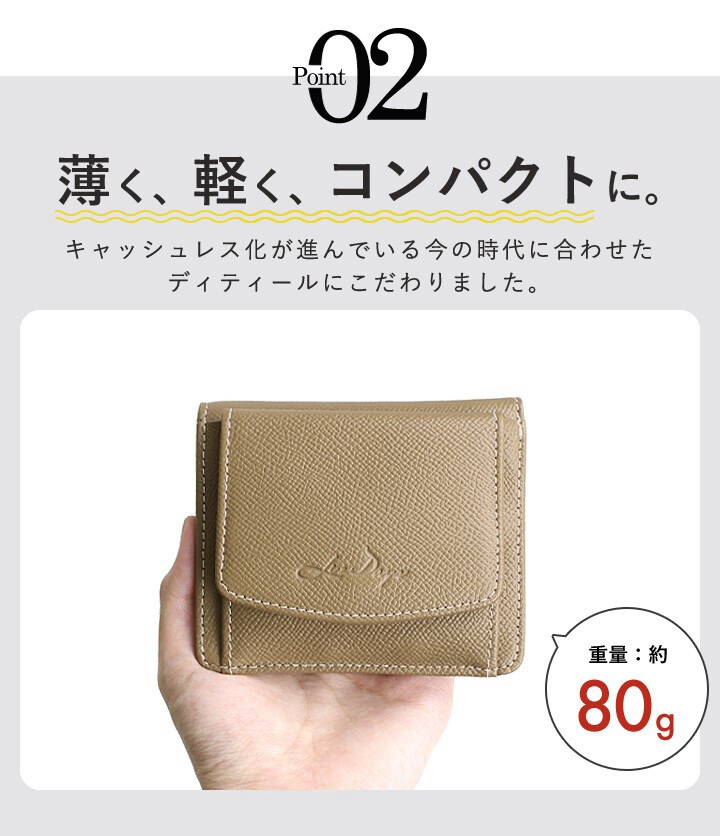 Point 02
薄く、軽く、コンパクトに。
キャッシュレス化が進んでいる今の時代に合わせた
ディティールにこだわりました。
重量：約
80g